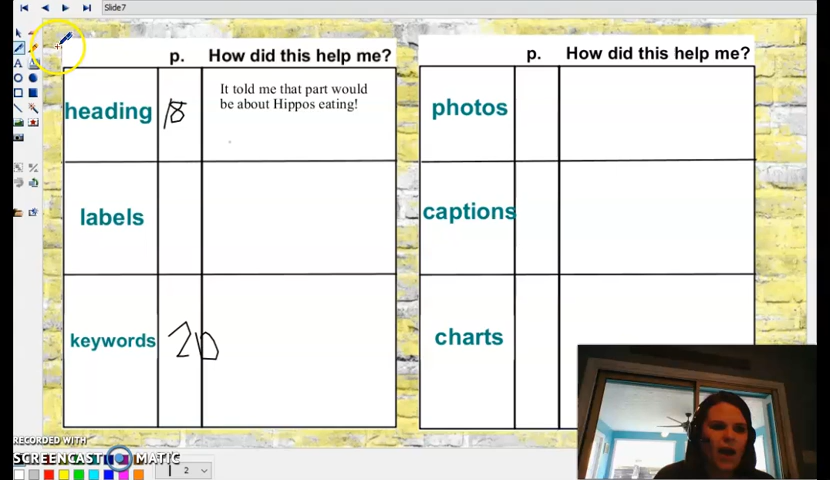 Slide7
p. How did this help me?
heading 18 It told me that part would
be about Hippos eating!
labels
keywords 20
p. How did this help me?
photos
captions
charts
RECORDED WITH
SCREENCAST MATIC
2